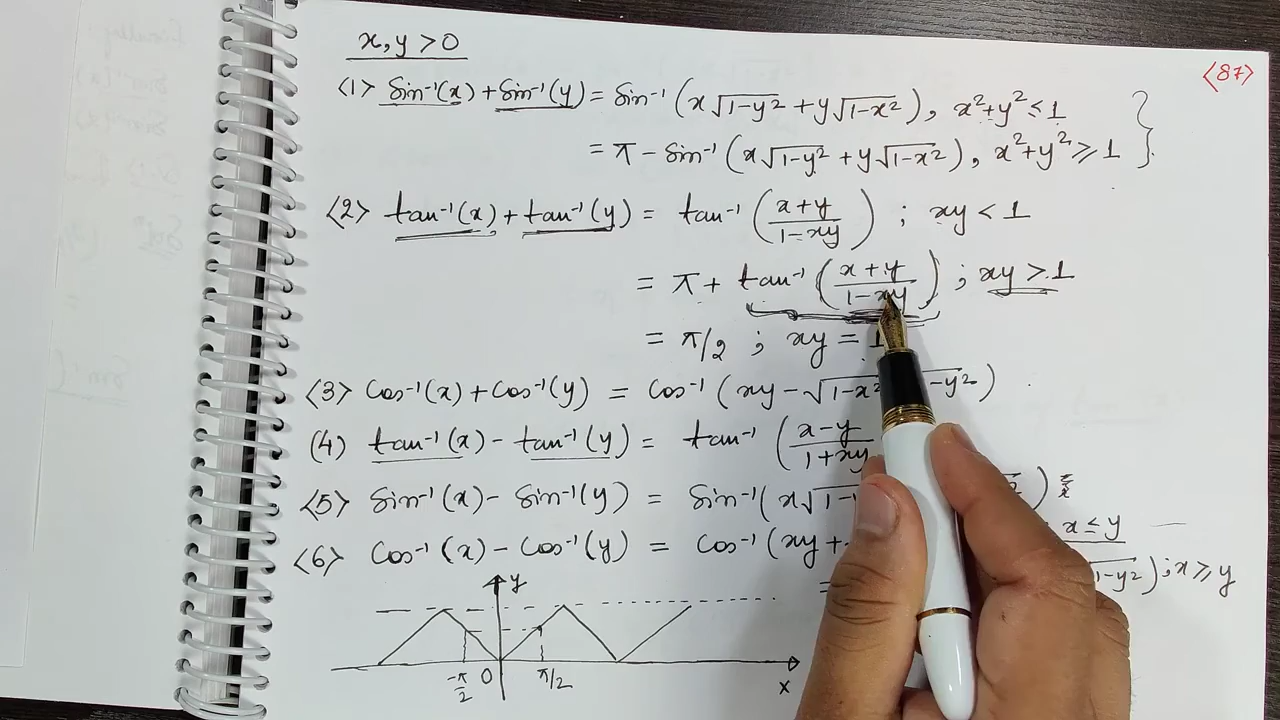 x, y > 0
<87>
<1> Sin⁻¹(x) + Sin⁻¹(y) = Sin⁻¹(x√1-y² + y√1-x²), x²+y² ≤ 1
= π - Sin⁻¹(x√1-y² + y√1-x²), x²+y² ≥ 1
<2> tan⁻¹(x) + tan⁻¹(y) = tan⁻¹((x+y)/(1-xy)) ; xy < 1
= π + tan⁻¹((x+y)/(1-xy)) ; xy > 1
= π/2 ; xy = 1
<3> Cos⁻¹(x) + Cos⁻¹(y) = Cos⁻¹(xy - √1-x² -y²)
(4) tan⁻¹(x) - tan⁻¹(y) = tan⁻¹((x-y)/(1+xy
<5> Sin⁻¹(x) - Sin⁻¹(y) = Sin⁻¹(x√1-
<6> Cos⁻¹(x) - Cos⁻¹(y) = Cos⁻¹(xy+ x ≤ y
= 1-y²) ; x ≥ y
y
-π/2 0 π/2 x